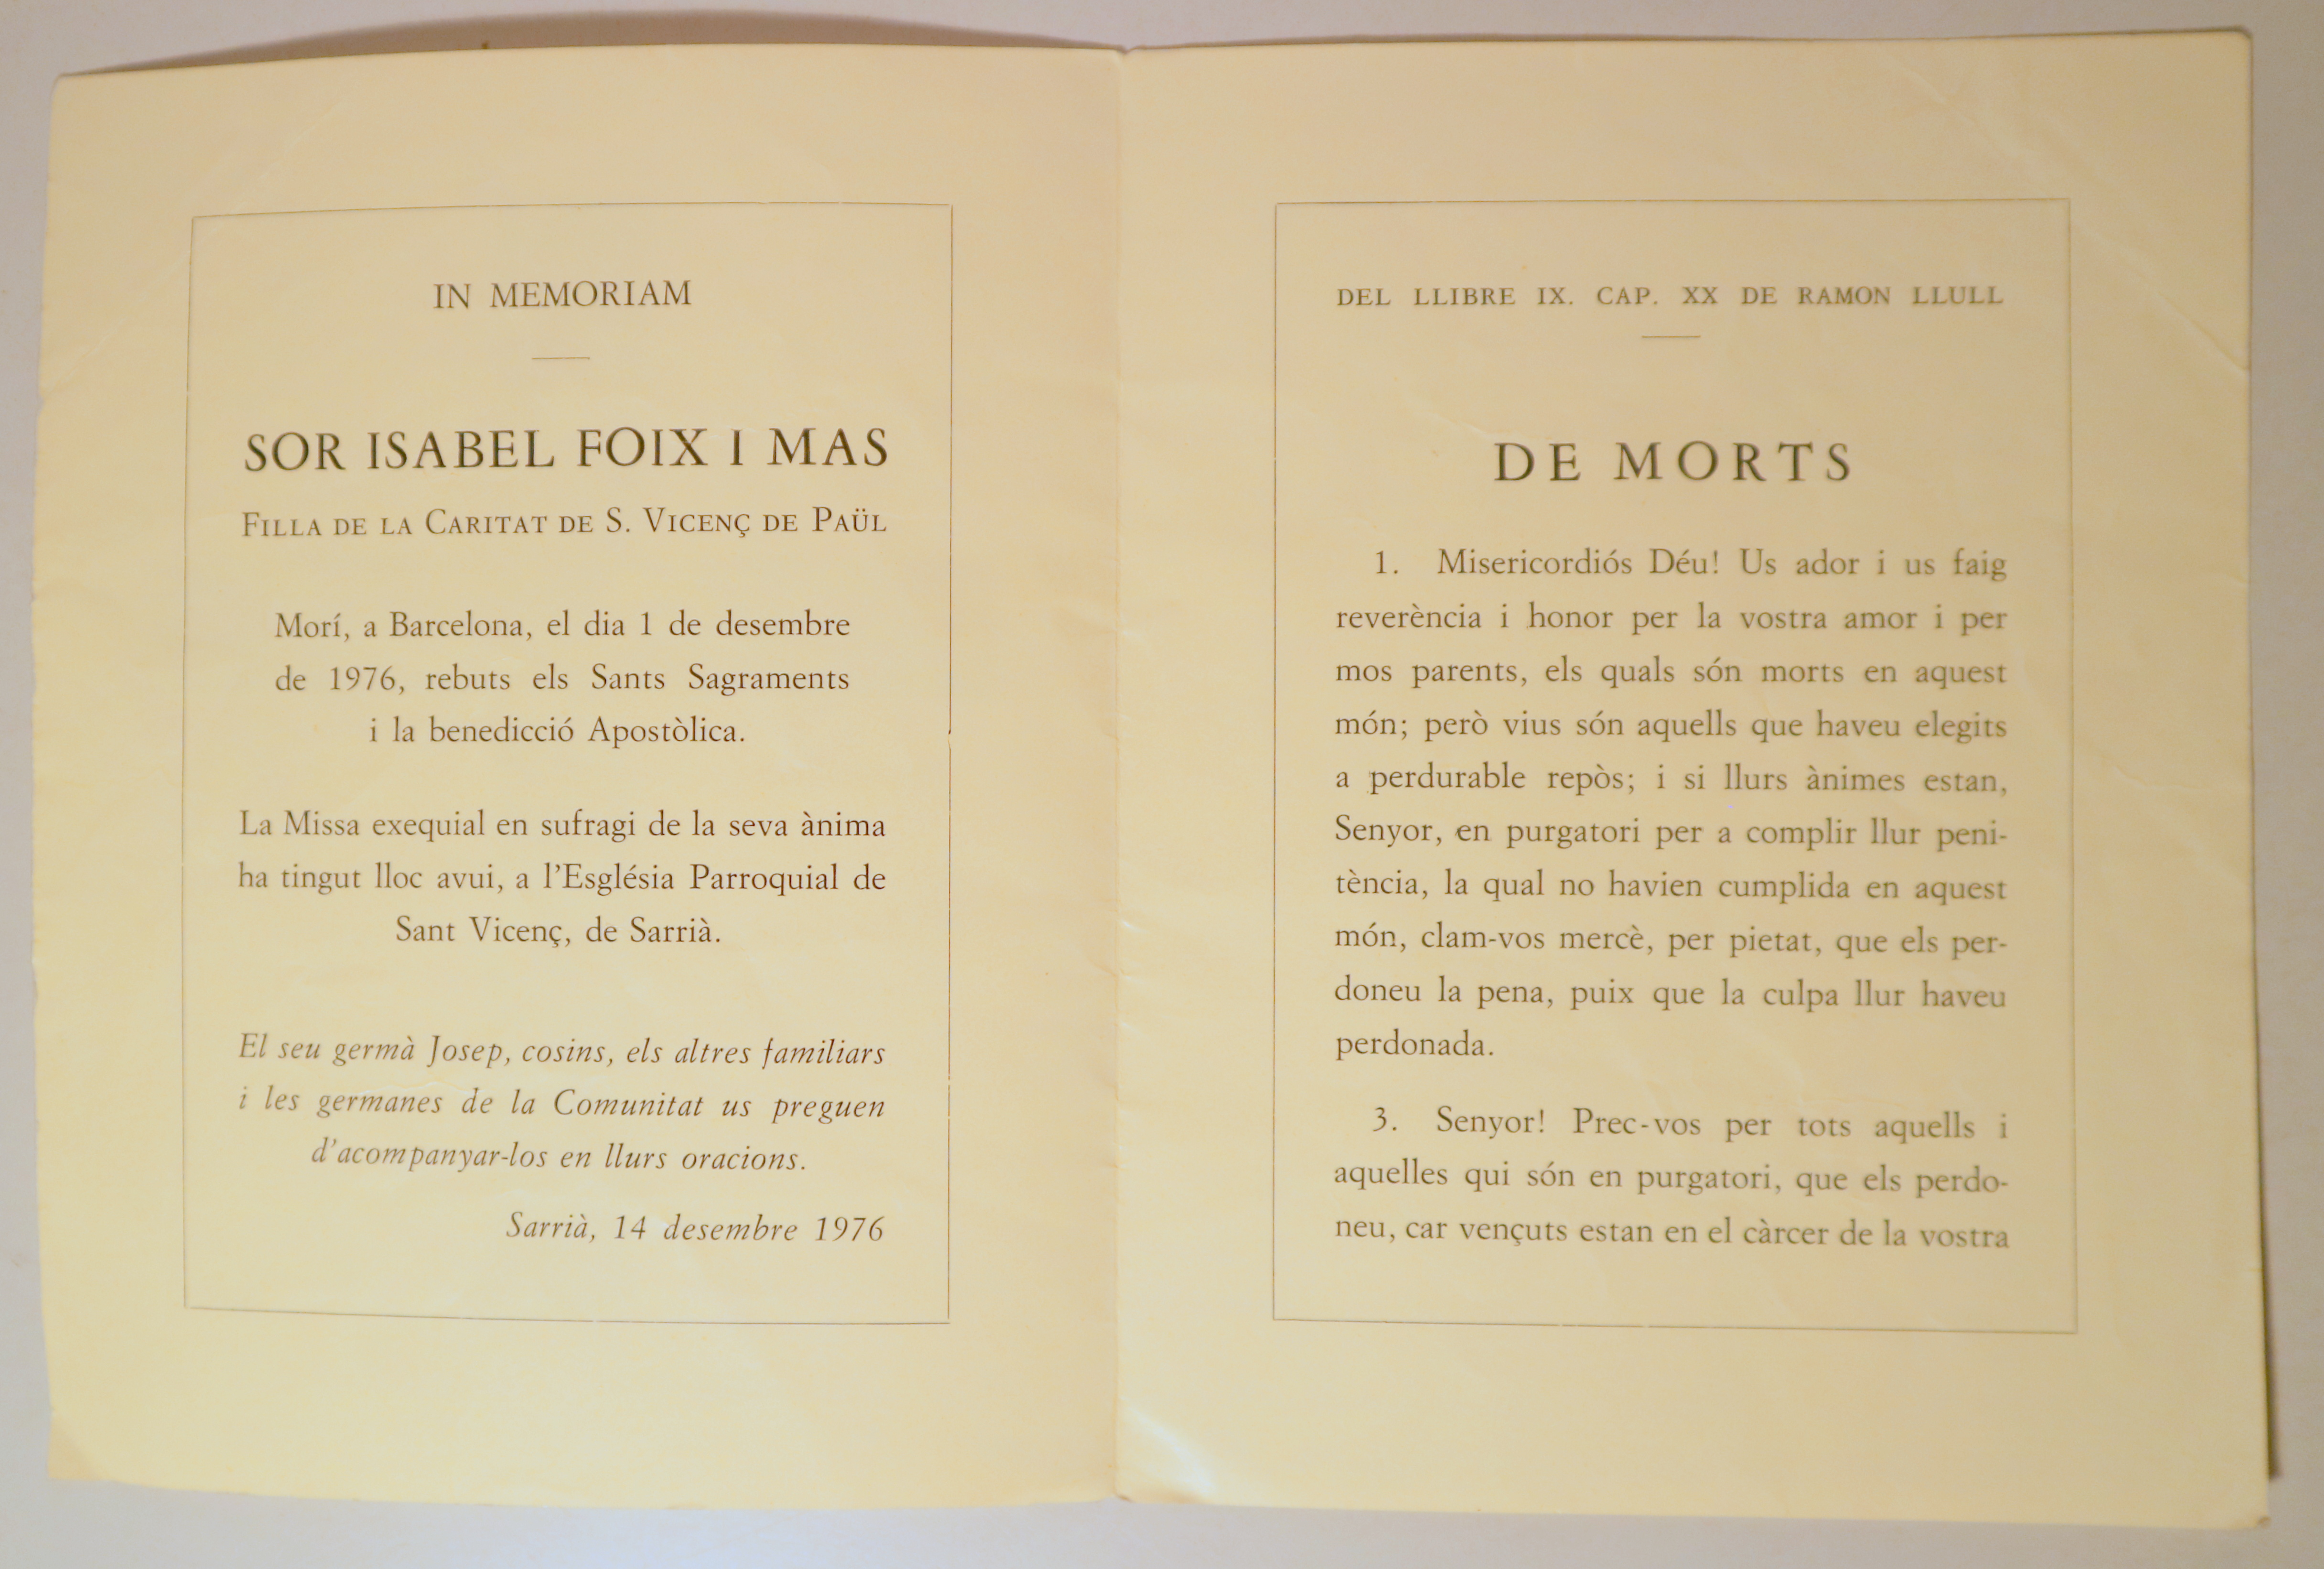 IN MEMORIAM
SOR ISABEL FOIX I MAS
FILLA DE LA CARITAT DE S. VICENÇ DE PAÜL
Morí, a Barcelona, el dia 1 de desembre
de 1976, rebuts els Sants Sagraments
i la benedicció Apostòlica.
La Missa exequial en sufragi de la seva ànima
ha tingut lloc avui, a l'Església Parroquial de
Sant Vicenç, de Sarrià.
El seu germà Josep, cosins, els altres familiars
i les germanes de la Comunitat us preguen
d'acompanyar-los en llurs oracions.
Sarrià, 14 desembre 1976
DEL LLIBRE IX. CAP. XX DE RAMON LLULL
DE MORTS
1. Misericordiós Déu! Us ador i us faig
reverència i honor per la vostra amor i per
mos parents, els quals són morts en aquest
món; però vius són aquells que haveu elegits
a perdurable repòs; i si llurs ànimes estan,
Senyor, en purgatori per a complir llur peni-
tència, la qual no havien cumplida en aquest
món, clam-vos mercè, per pietat, que els per-
doneu la pena, puix que la culpa llur haveu
perdonada.
3. Senyor! Prec-vos per tots aquells i
aquelles qui són en purgatori, que els perdo-
neu, car vençuts estan en el càrcer de la vostra